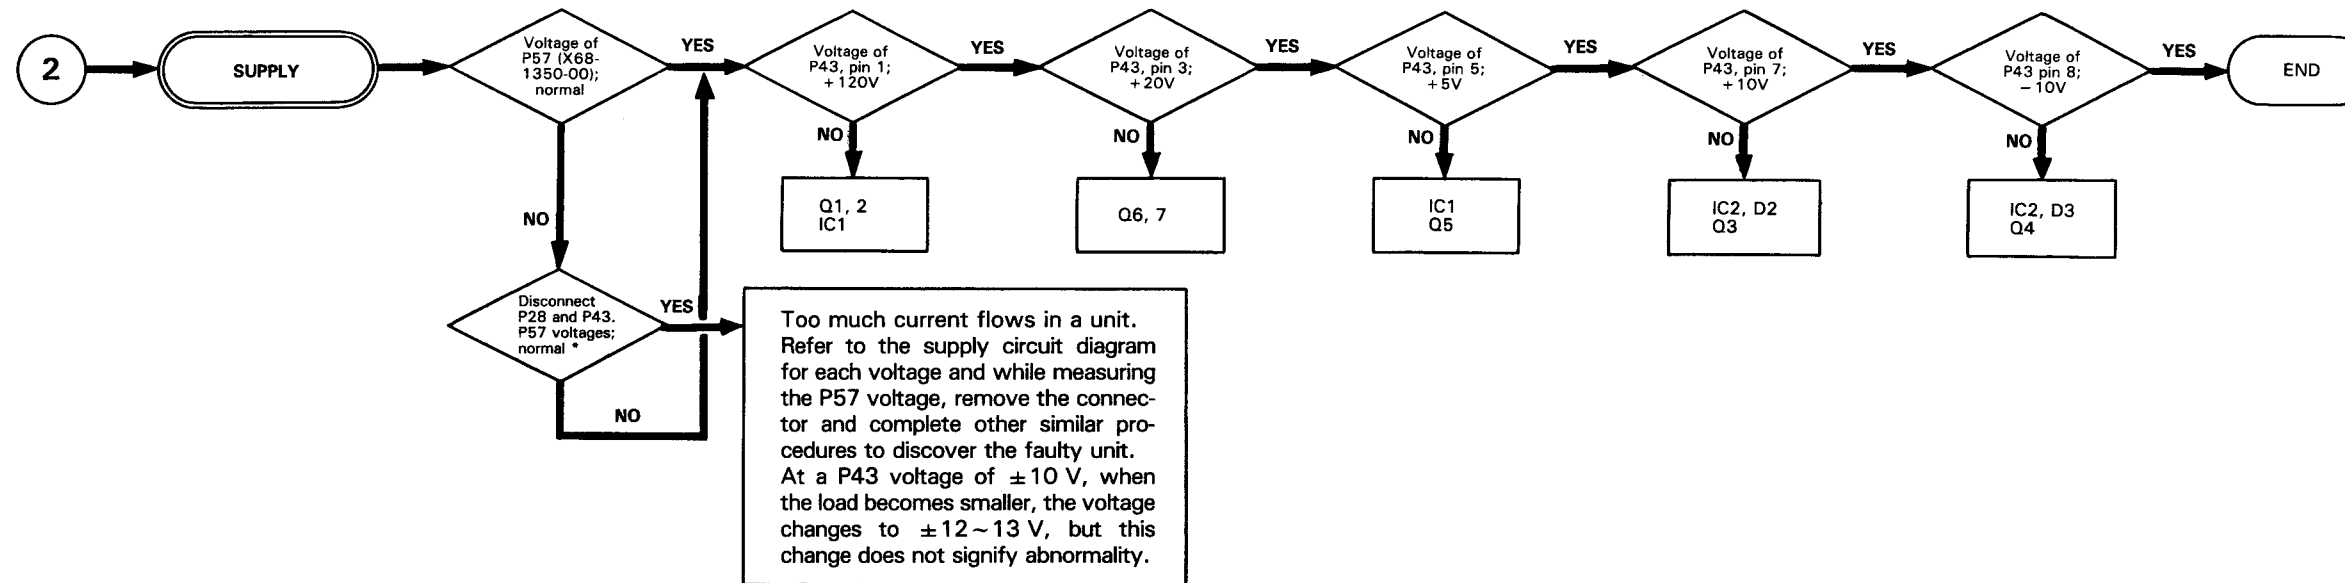 2
SUPPLY
Voltage of
P57 (X68-
1350-00);
normal
YES
Voltage of
P43, pin 1;
+120V
YES
Voltage of
P43, pin 3;
+20V
YES
Voltage of
P43, pin 5;
+5V
YES
Voltage of
P43, pin 7;
+10V
YES
Voltage of
P43 pin 8;
−10V
YES
END
NO
NO
NO
NO
NO
NO
Q1, 2
IC1
Q6, 7
IC1
Q5
IC2, D2
Q3
IC2, D3
Q4
Disconnect
P28 and P43.
P57 voltages;
normal *
YES
NO
Too much current flows in a unit.
Refer to the supply circuit diagram
for each voltage and while measuring
the P57 voltage, remove the connec-
tor and complete other similar pro-
cedures to discover the faulty unit.
At a P43 voltage of ±10 V, when
the load becomes smaller, the voltage
changes to ±12~13 V, but this
change does not signify abnormality.